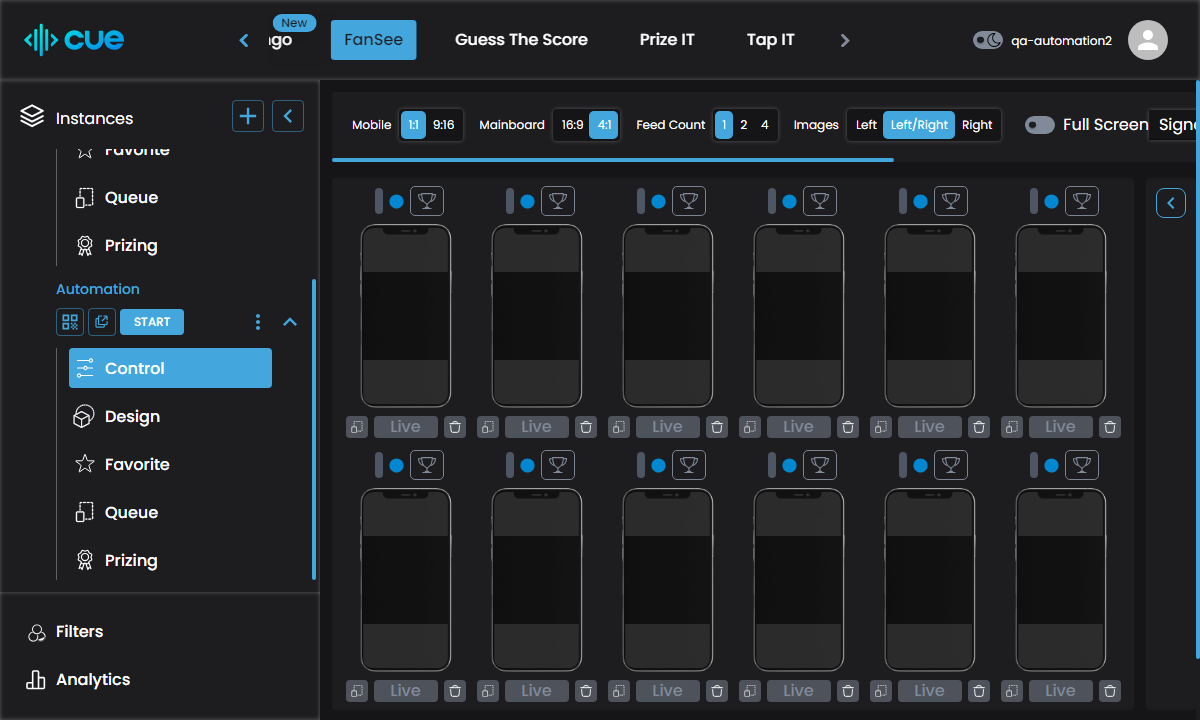 cue
New
ngo
FanSee
Guess The Score
Prize IT
Tap IT
qa-automation2
Instances
Favorite
Queue
Prizing
Automation
START
Control
Design
Favorite
Queue
Prizing
Filters
Analytics
Mobile 1:1 9:16 Mainboard 16:9 4:1 Feed Count 1 2 4 Images Left Left/Right Right Full Screen
Live Live Live Live Live Live
Live Live Live Live Live Live